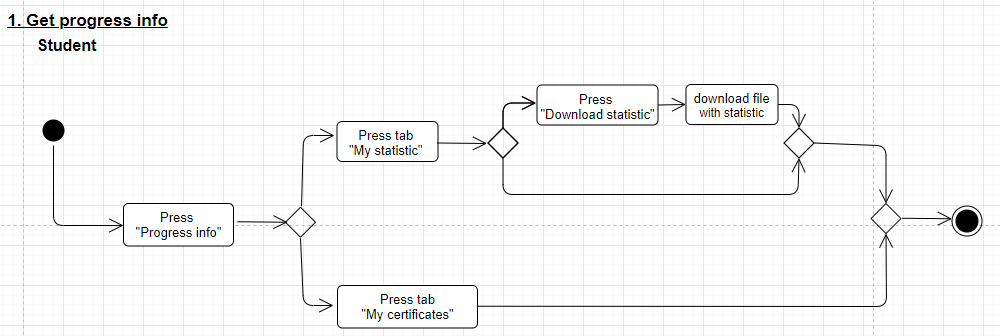 1. Get progress info
Student
Press
"Download statistic"
download file
with statistic
Press tab
"My statistic"
Press
"Progress info"
Press tab
"My certificates"